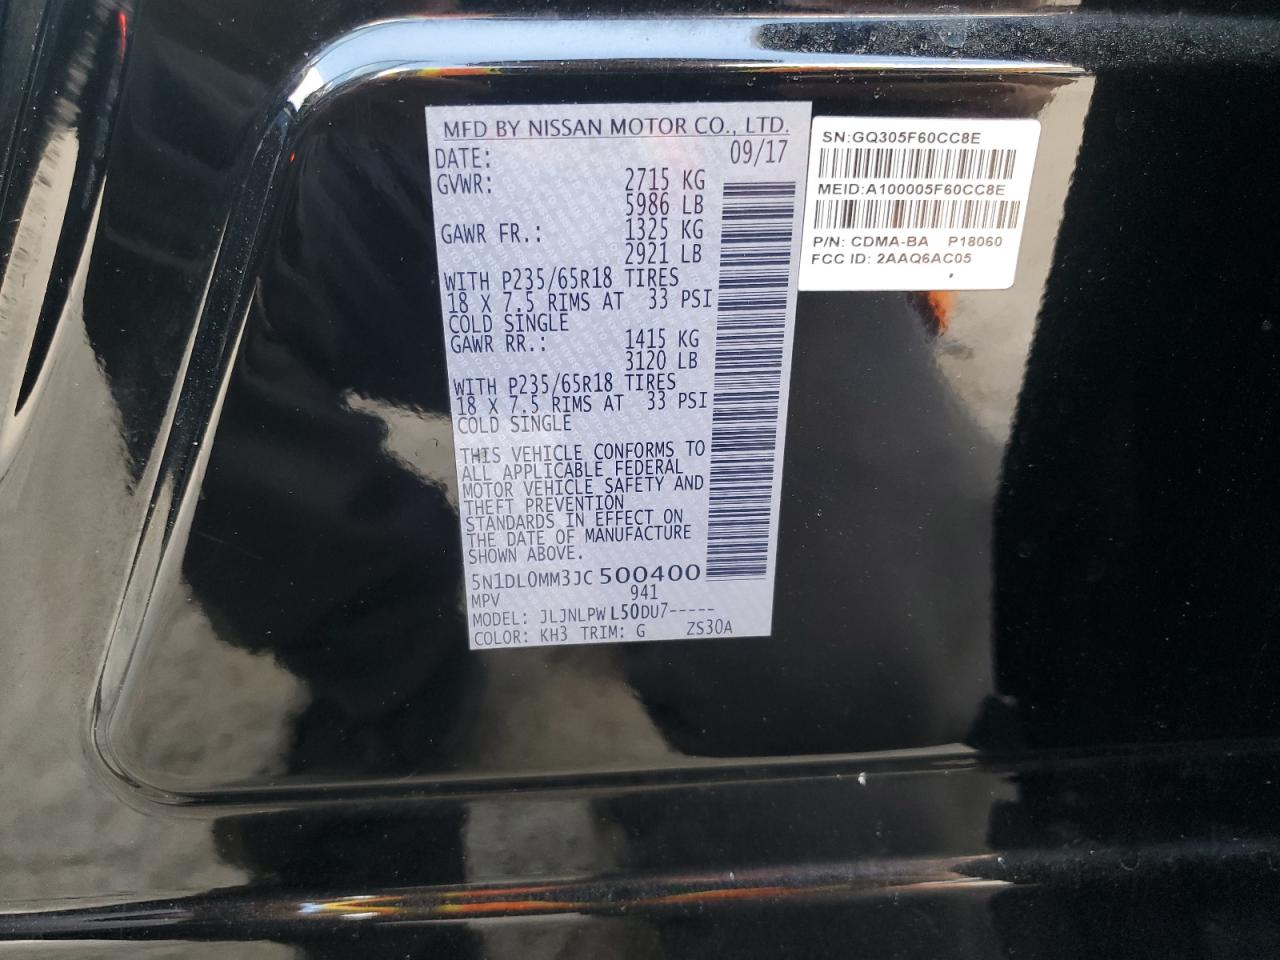 MFD BY NISSAN MOTOR CO., LTD.
DATE: 09/17
GVWR: 2715 KG
5986 LB
GAWR FR.: 1325 KG
2921 LB
WITH P235/65R18 TIRES
18 X 7.5 RIMS AT 33 PSI
COLD SINGLE
GAWR RR.: 1415 KG
3120 LB
WITH P235/65R18 TIRES
18 X 7.5 RIMS AT 33 PSI
COLD SINGLE
THIS VEHICLE CONFORMS TO
ALL APPLICABLE FEDERAL
MOTOR VEHICLE SAFETY AND
THEFT PREVENTION
STANDARDS IN EFFECT ON
THE DATE OF MANUFACTURE
SHOWN ABOVE.
5N1DL0MM3JC 500400
MPV 941
MODEL: JLJNLPW L50DU7-----
COLOR: KH3 TRIM: G ZS30A
SN:GQ305F60CC8E
MEID:A100005F60CC8E
P/N: CDMA-BA P18060
FCC ID: 2AAQ6AC05